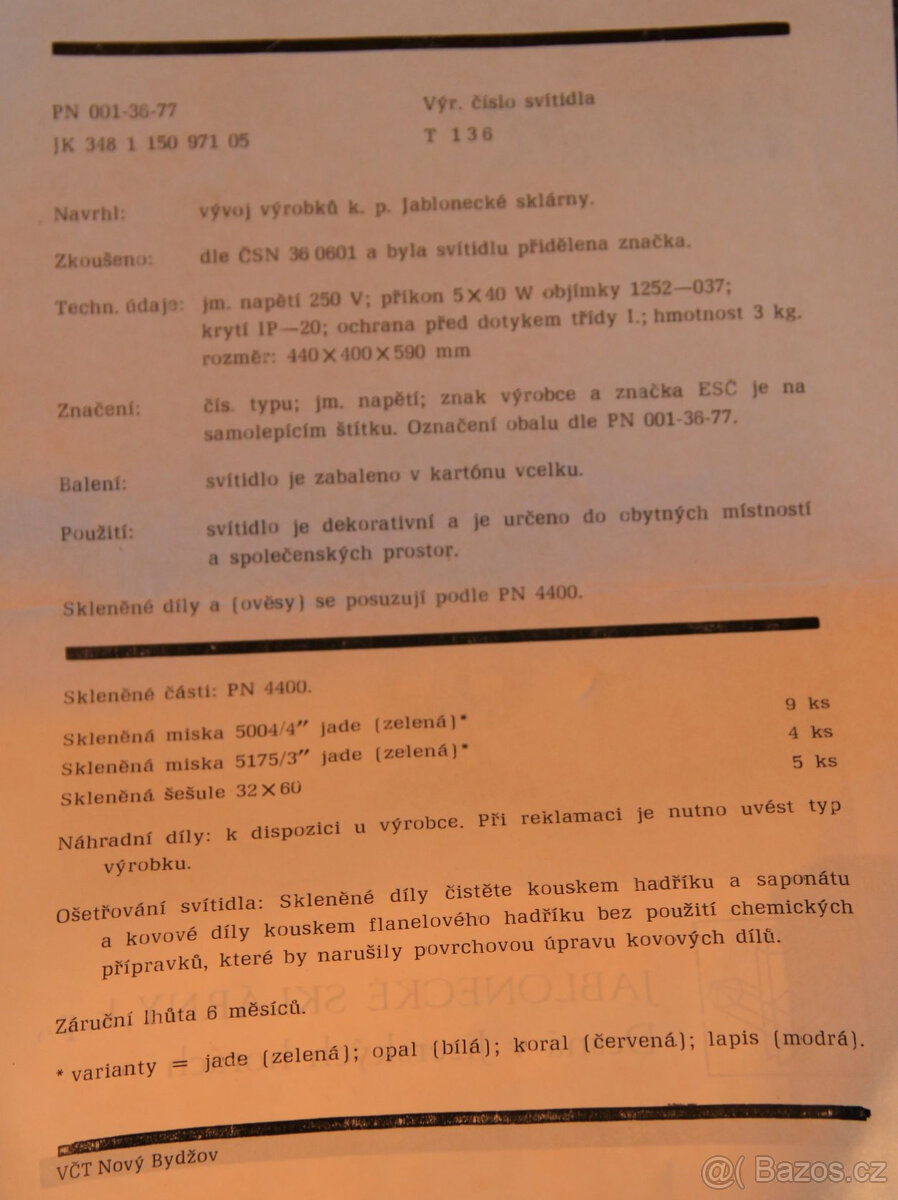 PN 001-36-77
JK 348 1 150 971 05
Výr. číslo svítidla
T 136
Navrhl: vývoj výrobků k. p. Jablonecké sklárny.
Zkoušeno: dle ČSN 36 0601 a byla svítidlu přidělena značka.
Techn. údaje: jm. napětí 250 V; příkon 5×40 W objímky 1252—037;
krytí IP—20; ochrana před dotykem třídy I.; hmotnost 3 kg.
rozměr: 440×400×590 mm
Značení: čís. typu; jm. napětí; znak výrobce a značka ESČ je na
samolepícím štítku. Označení obalu dle PN 001-36-77.
Balení: svítidlo je zabaleno v kartónu vcelku.
Použití: svítidlo je dekorativní a je určeno do obytných místností
a společenských prostor.
Skleněné díly a (ověsy) se posuzují podle PN 4400.
Skleněné části: PN 4400.
Skleněná miska 5004/4″ jade (zelená)* 9 ks
Skleněná miska 5175/3″ jade (zelená)* 4 ks
Skleněná šešule 32×60 5 ks
Náhradní díly: k dispozici u výrobce. Při reklamaci je nutno uvést typ
výrobku.
Ošetřování svítidla: Skleněné díly čistěte kouskem hadříku a saponátu
a kovové díly kouskem flanelového hadříku bez použití chemických
přípravků, které by narušily povrchovou úpravu kovových dílů.
Záruční lhůta 6 měsíců.
* varianty = jade (zelená); opal (bílá); koral (červená); lapis (modrá).
VČT Nový Bydžov
@( Bazos.cz